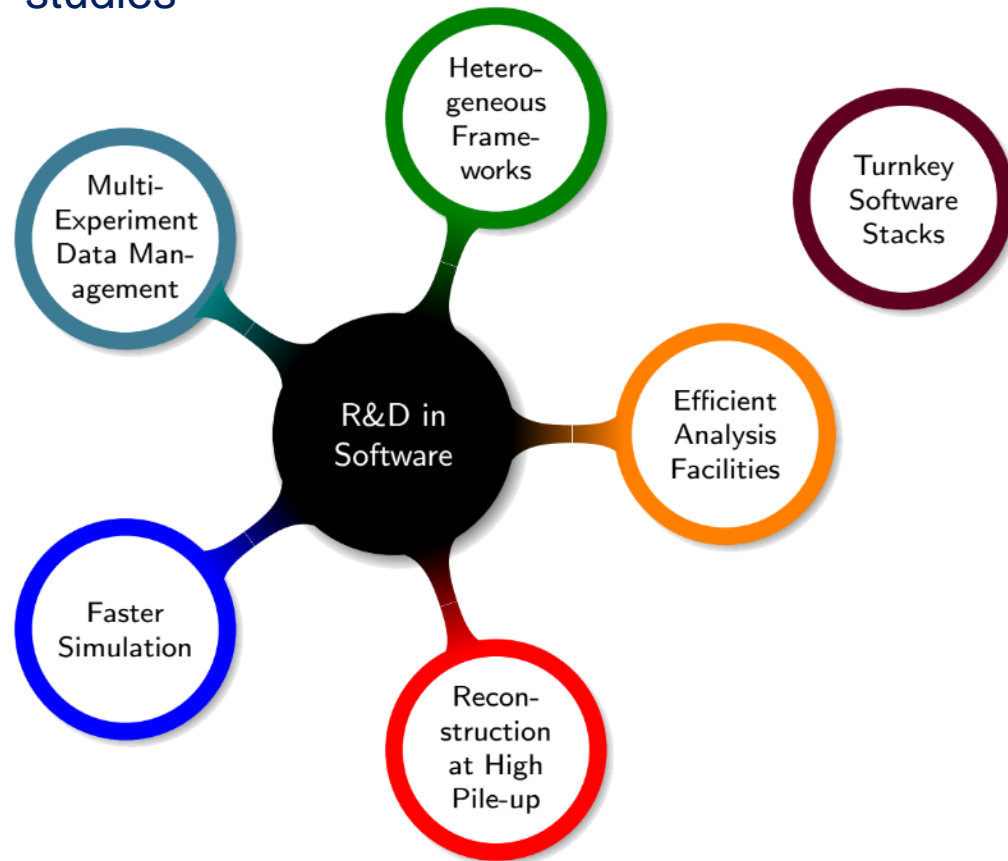 studies
Hetero-
geneous
Frame-
works
Turnkey
Software
Stacks
Multi-
Experiment
Data Man-
agement
R&D in
Software
Efficient
Analysis
Facilities
Faster
Simulation
Recon-
struction
at High
Pile-up